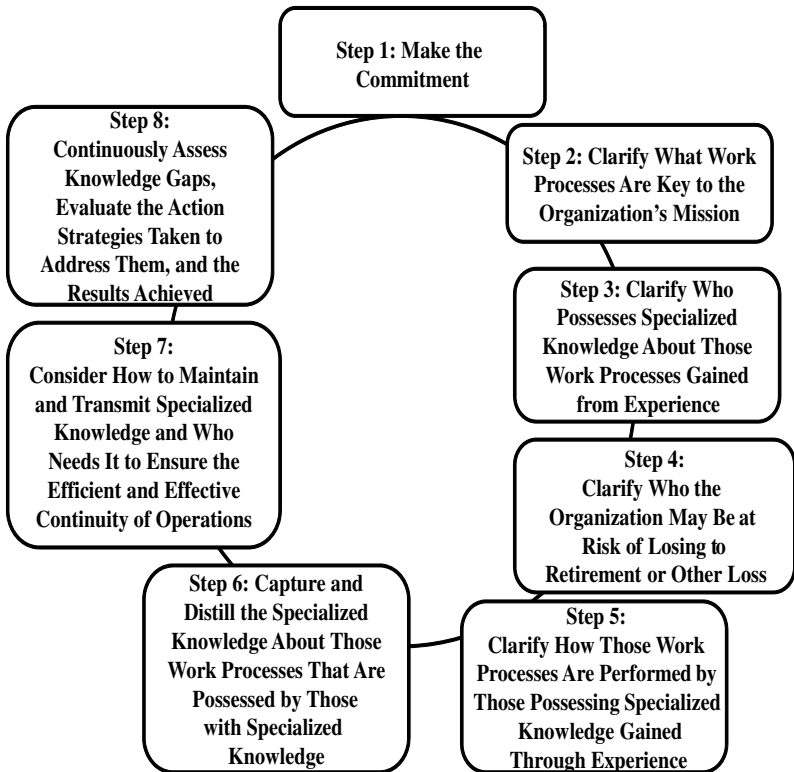 Step 1: Make the
Commitment
Step 2: Clarify What Work
Processes Are Key to the
Organization’s Mission
Step 3: Clarify Who
Possesses Specialized
Knowledge About Those
Work Processes Gained
from Experience
Step 4:
Clarify Who the
Organization May Be at
Risk of Losing to
Retirement or Other Loss
Step 5:
Clarify How Those Work
Processes Are Performed by
Those Possessing Specialized
Knowledge Gained
Through Experience
Step 6: Capture and
Distill the Specialized
Knowledge About Those
Work Processes That Are
Possessed by Those
with Specialized
Knowledge
Step 7:
Consider How to Maintain
and Transmit Specialized
Knowledge and Who
Needs It to Ensure the
Efficient and Effective
Continuity of Operations
Step 8:
Continuously Assess
Knowledge Gaps,
Evaluate the Action
Strategies Taken to
Address Them, and the
Results Achieved